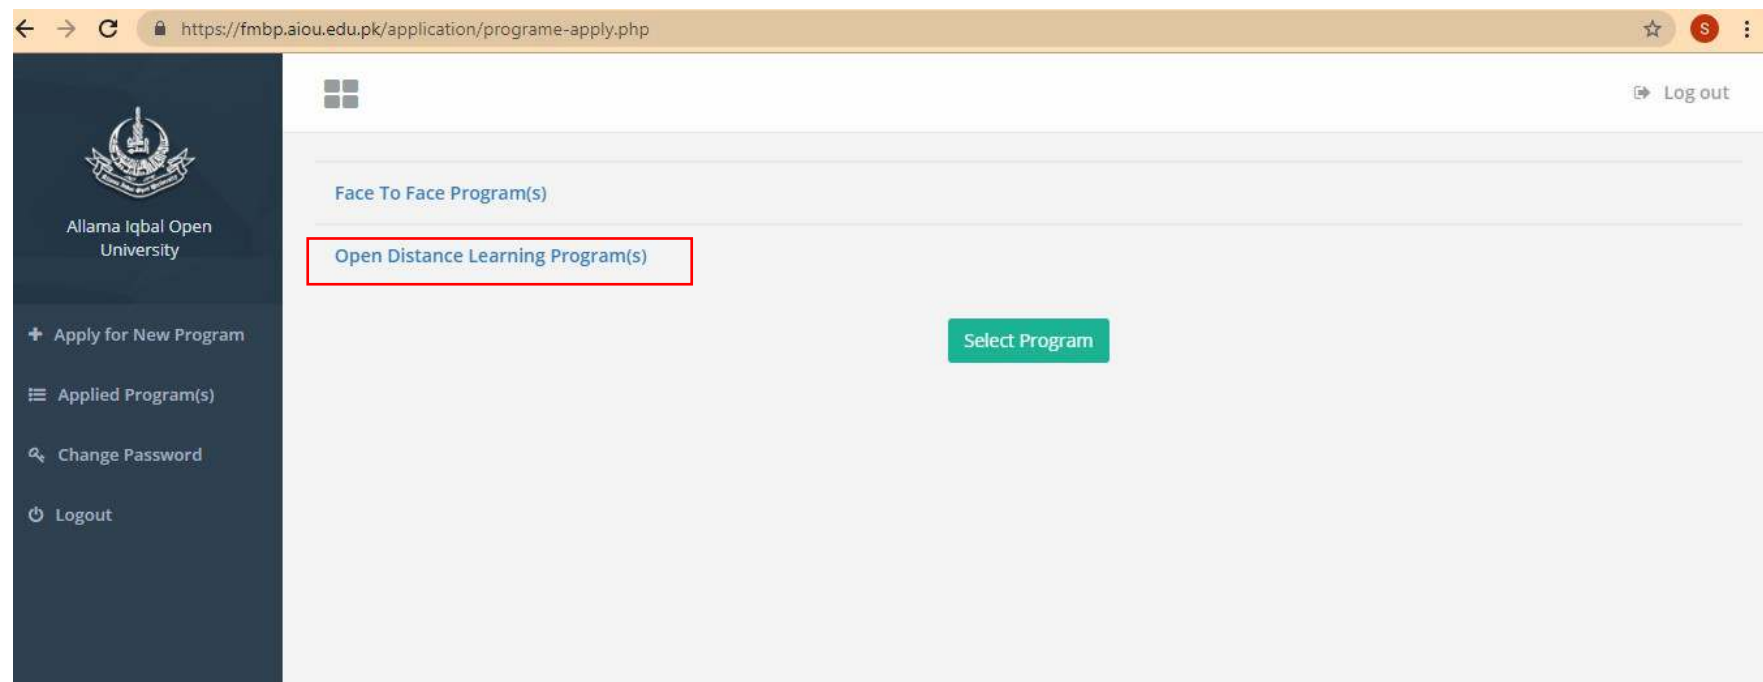 https://fmbp.aiou.edu.pk/application/programe-apply.php
S
Log out
Allama Iqbal Open
University
Face To Face Program(s)
Open Distance Learning Program(s)
Select Program
Apply for New Program
Applied Program(s)
Change Password
Logout